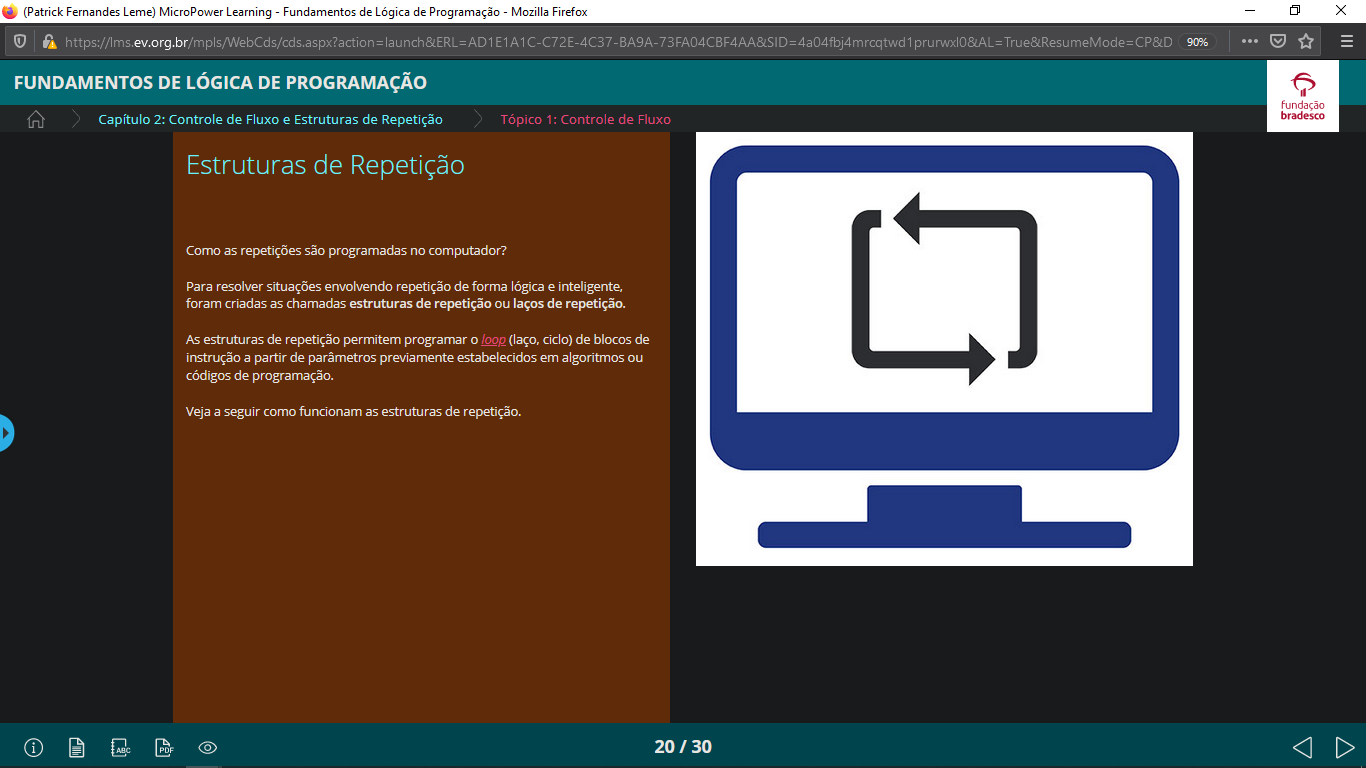 (Patrick Fernandes Leme) MicroPower Learning - Fundamentos de Lógica de Programação - Mozilla Firefox
https://lms.ev.org.br/mpls/WebCds/cds.aspx?action=launch&ERL=AD1E1A1C-C72E-4C37-BA9A-73FA04CBF4AA&SID=4a04fbj4mrcqtwd1prurwxl0&AL=True&ResumeMode=CP&D
90%
FUNDAMENTOS DE LÓGICA DE PROGRAMAÇÃO
fundação
bradesco
Capítulo 2: Controle de Fluxo e Estruturas de Repetição
Tópico 1: Controle de Fluxo
Estruturas de Repetição
Como as repetições são programadas no computador?
Para resolver situações envolvendo repetição de forma lógica e inteligente,
foram criadas as chamadas estruturas de repetição ou laços de repetição.
As estruturas de repetição permitem programar o loop (laço, ciclo) de blocos de
instrução a partir de parâmetros previamente estabelecidos em algoritmos ou
códigos de programação.
Veja a seguir como funcionam as estruturas de repetição.
ABC
PDF
20 / 30